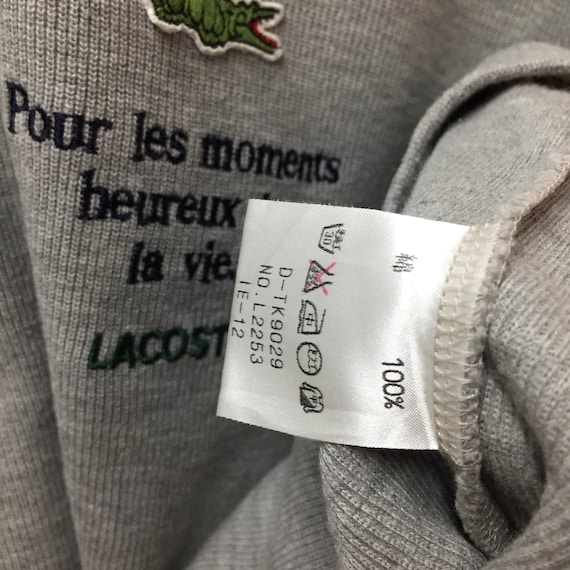 Pour les moments
heureux
la vie.
LACOST
綿
100%
D-TK9029
NO.L2253
IE-12